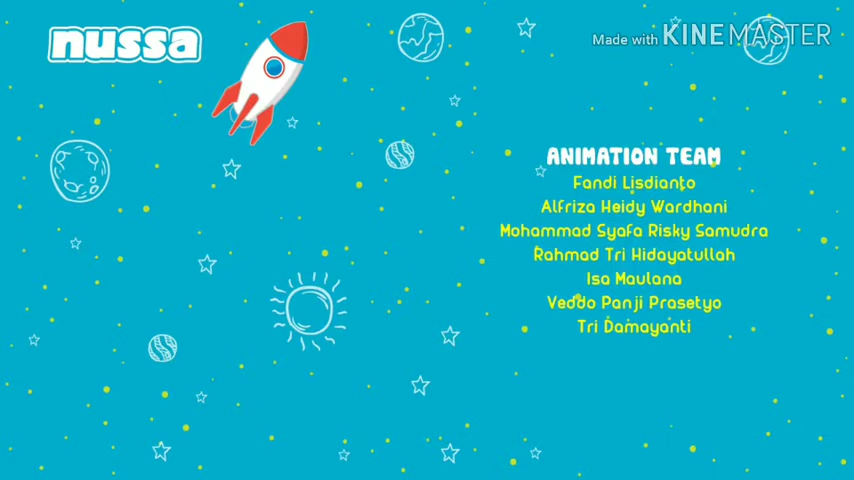 nussa
Made with KINEMASTER
ANIMATION TEAM
Fandi Lisdianto
Alfriza Heidy Wardhani
Mohammad Syafa Risky Samudra
Rahmad Tri Hidayatullah
Isa Maulana
Veddo Panji Prasetyo
Tri Damayanti